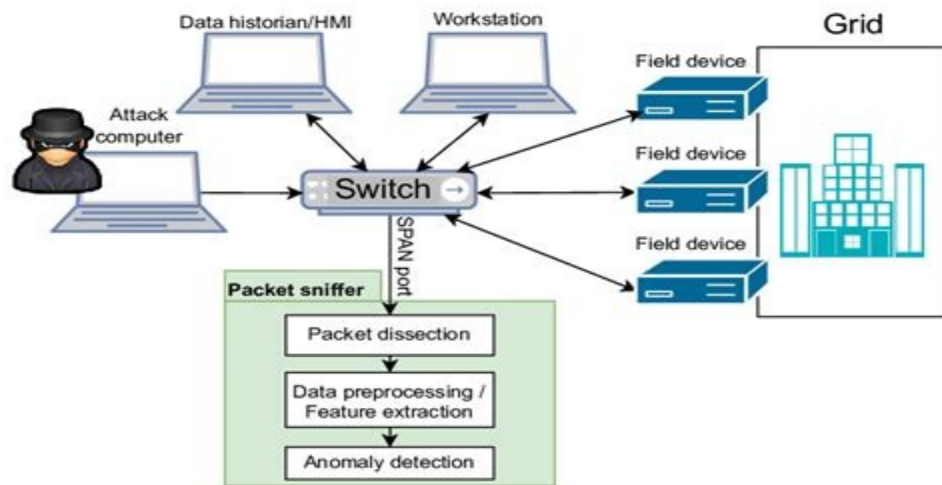 Data historian/HMI
Workstation
Grid
Field device
Attack
computer
Field device
Switch
SPAN port
Field device
Packet sniffer
Packet dissection
Data preprocessing /
Feature extraction
Anomaly detection